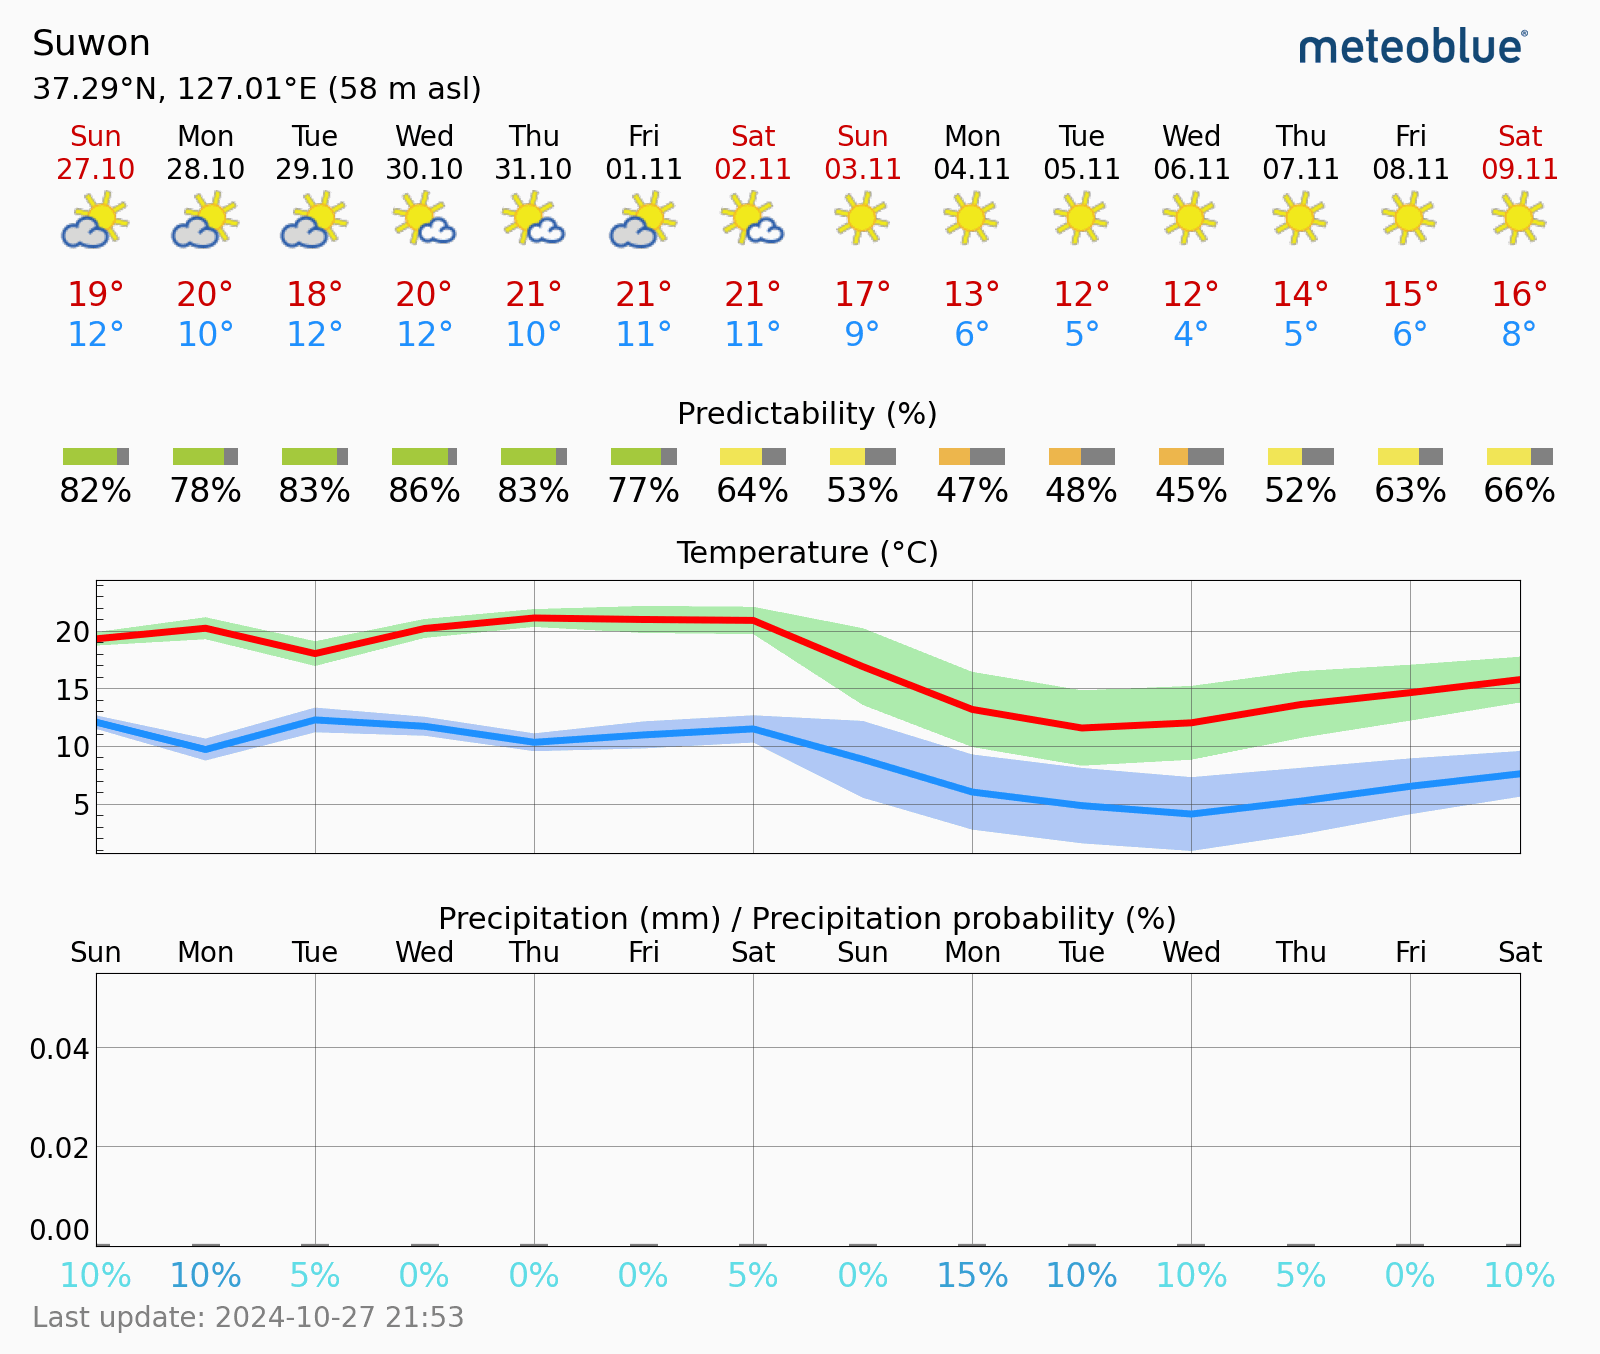 Suwon
meteoblue®
37.29°N, 127.01°E (58 m asl)
Sun Mon Tue Wed Thu Fri Sat Sun Mon Tue Wed Thu Fri Sat
27.10 28.10 29.10 30.10 31.10 01.11 02.11 03.11 04.11 05.11 06.11 07.11 08.11 09.11
19° 20° 18° 20° 21° 21° 21° 17° 13° 12° 12° 14° 15° 16°
12° 10° 12° 12° 10° 11° 11° 9° 6° 5° 4° 5° 6° 8°
Predictability (%)
82% 78% 83% 86% 83% 77% 64% 53% 47% 48% 45% 52% 63% 66%
Temperature (°C)
20
15
10
5
Precipitation (mm) / Precipitation probability (%)
Sun Mon Tue Wed Thu Fri Sat Sun Mon Tue Wed Thu Fri Sat
0.04
0.02
0.00
10% 10% 5% 0% 0% 0% 5% 0% 15% 10% 10% 5% 0% 10%
Last update: 2024-10-27 21:53